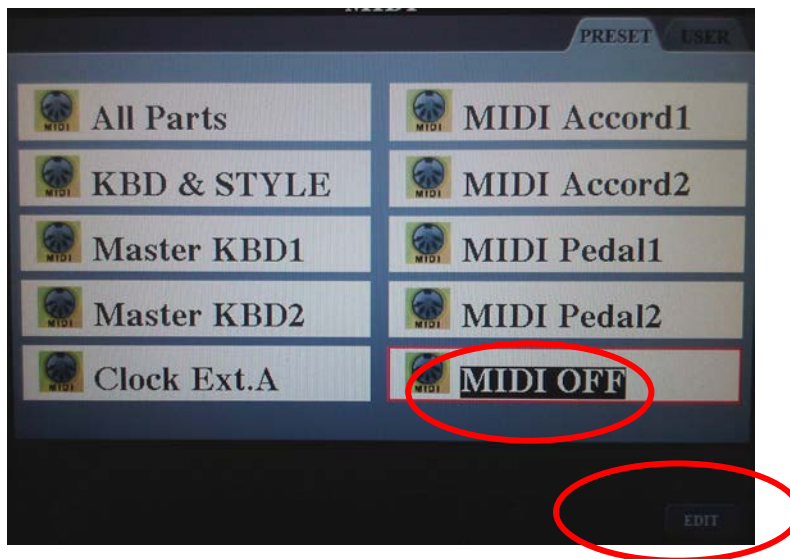 MIDI
PRESET USER
All Parts
KBD & STYLE
Master KBD1
Master KBD2
Clock Ext.A
MIDI Accord1
MIDI Accord2
MIDI Pedal1
MIDI Pedal2
MIDI OFF
EDIT